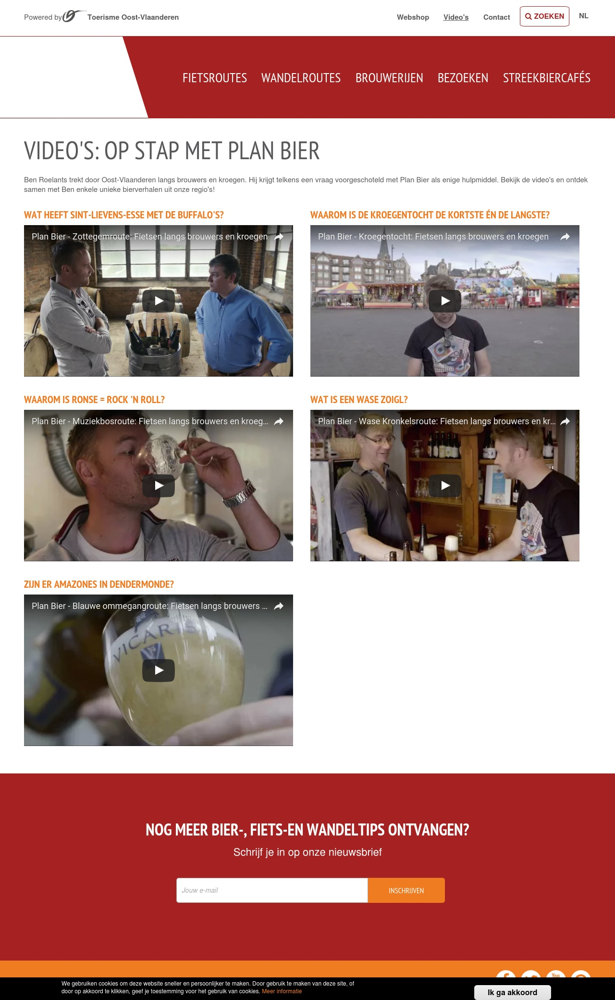 Powered by Toerisme Oost-Vlaanderen
Webshop Video's Contact ZOEKEN NL
FIETSROUTES WANDELROUTES BROUWERIJEN BEZOEKEN STREEKBIERCAFÉS
VIDEO'S: OP STAP MET PLAN BIER
Ben Roelants trekt door Oost-Vlaanderen langs brouwers en kroegen. Hij krijgt telkens een vraag voorgeschoteld met Plan Bier als enige hulpmiddel. Bekijk de video's en ontdek
samen met Ben enkele unieke bierverhalen uit onze regio's!
WAT HEEFT SINT-LIEVENS-ESSE MET DE BUFFALO'S?
Plan Bier - Zottegemroute: Fietsen langs brouwers en kroegen
WAAROM IS DE KROEGENTOCHT DE KORTSTE ÉN DE LANGSTE?
Plan Bier - Kroegentocht: Fietsen langs brouwers en kroegen
WAAROM IS RONSE = ROCK 'N ROLL?
Plan Bier - Muziekbosroute: Fietsen langs brouwers en kroeg...
WAT IS EEN WASE ZOIGL?
Plan Bier - Wase Kronkelsroute: Fietsen langs brouwers en kr...
ZIJN ER AMAZONES IN DENDERMONDE?
Plan Bier - Blauwe ommegangroute: Fietsen langs brouwers ...
VICARIS
NOG MEER BIER-, FIETS-EN WANDELTIPS ONTVANGEN?
Schrijf je in op onze nieuwsbrief
Jouw e-mail
INSCHRIJVEN
You
We gebruiken cookies om deze website sneller en persoonlijker te maken. Door gebruik te maken van deze site, of
door op akkoord te klikken, geef je toestemming voor het gebruik van cookies. Meer informatie
Ik ga akkoord